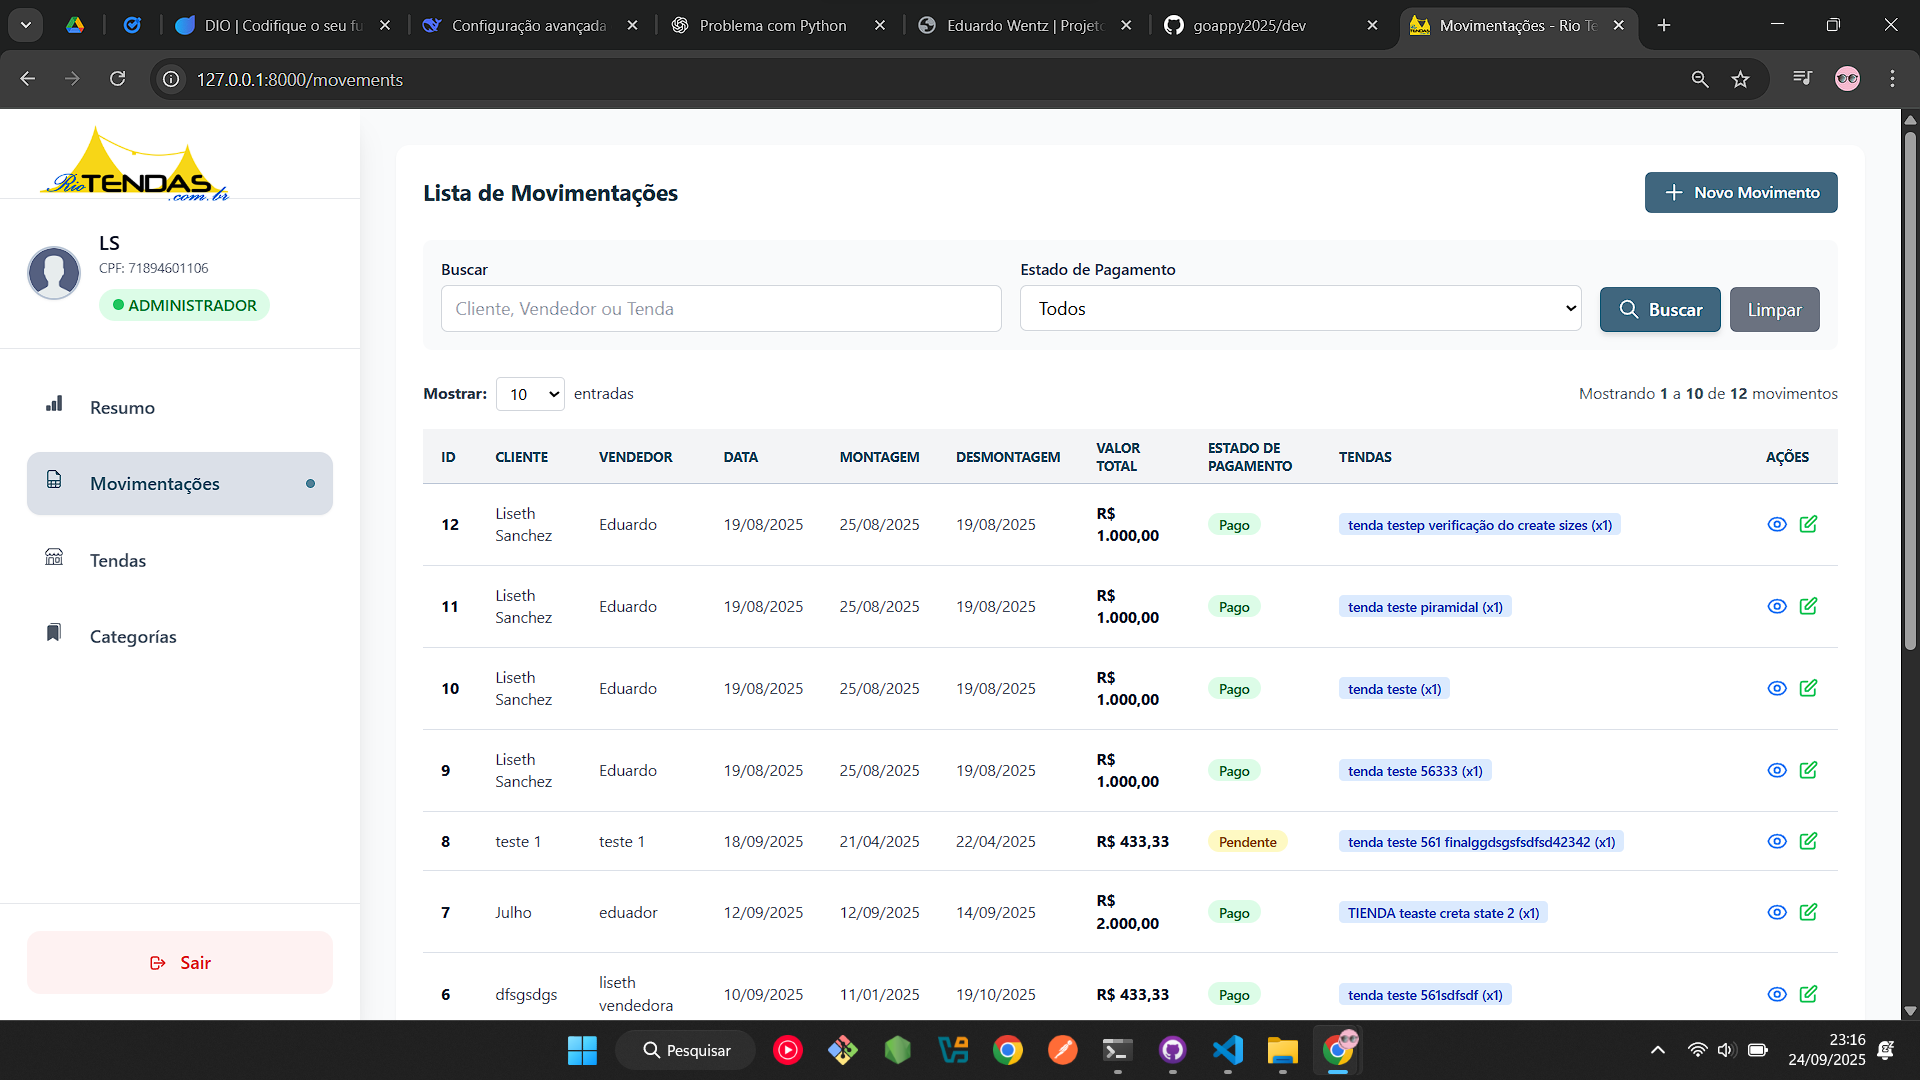 DIO | Codifique o seu fu
Configuração avançada
Problema com Python
Eduardo Wentz | Projeto
goappy2025/dev
Movimentações - Rio Te
127.0.0.1:8000/movements
Rio TENDAS
.com.br
LS
CPF: 71894601106
ADMINISTRADOR
Resumo
Movimentações
Tendas
Categorías
Sair
Lista de Movimentações
Novo Movimento
Buscar
Estado de Pagamento
Cliente, Vendedor ou Tenda
Todos
Buscar
Limpar
Mostrar: 10 entradas
Mostrando 1 a 10 de 12 movimentos
ID CLIENTE VENDEDOR DATA MONTAGEM DESMONTAGEM VALOR TOTAL ESTADO DE PAGAMENTO TENDAS AÇÕES
12 Liseth Sanchez Eduardo 19/08/2025 25/08/2025 19/08/2025 R$ 1.000,00 Pago tenda testep verificação do create sizes (x1)
11 Liseth Sanchez Eduardo 19/08/2025 25/08/2025 19/08/2025 R$ 1.000,00 Pago tenda teste piramidal (x1)
10 Liseth Sanchez Eduardo 19/08/2025 25/08/2025 19/08/2025 R$ 1.000,00 Pago tenda teste (x1)
9 Liseth Sanchez Eduardo 19/08/2025 25/08/2025 19/08/2025 R$ 1.000,00 Pago tenda teste 56333 (x1)
8 teste 1 teste 1 18/09/2025 21/04/2025 22/04/2025 R$ 433,33 Pendente tenda teste 561 finalggdsgsfsdfsd42342 (x1)
7 Julho eduador 12/09/2025 12/09/2025 14/09/2025 R$ 2.000,00 Pago TIENDA teaste creta state 2 (x1)
6 dfsgsdgs liseth vendedora 10/09/2025 11/01/2025 19/10/2025 R$ 433,33 Pago tenda teste 561sdfsdf (x1)
Pesquisar
23:16
24/09/2025